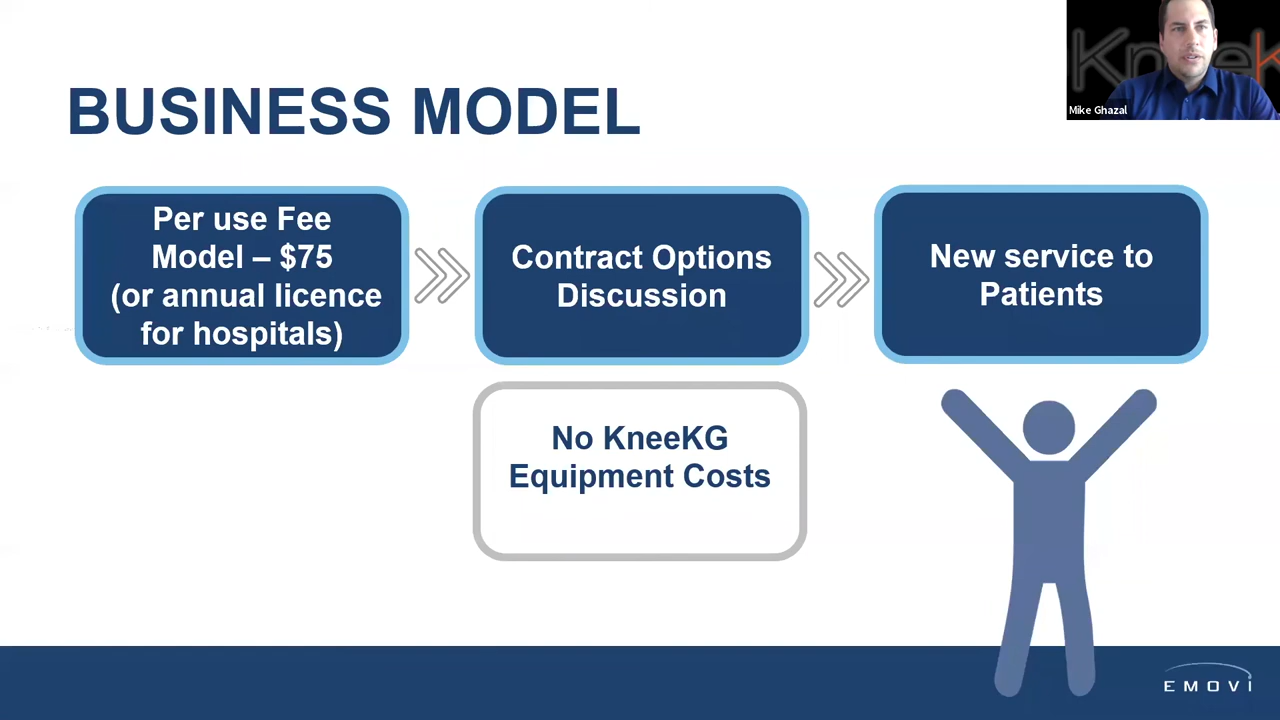 KneeK
Mike Ghazal
BUSINESS MODEL
Per use Fee
Model – $75
(or annual licence
for hospitals)
Contract Options
Discussion
New service to
Patients
No KneeKG
Equipment Costs
EMOVI